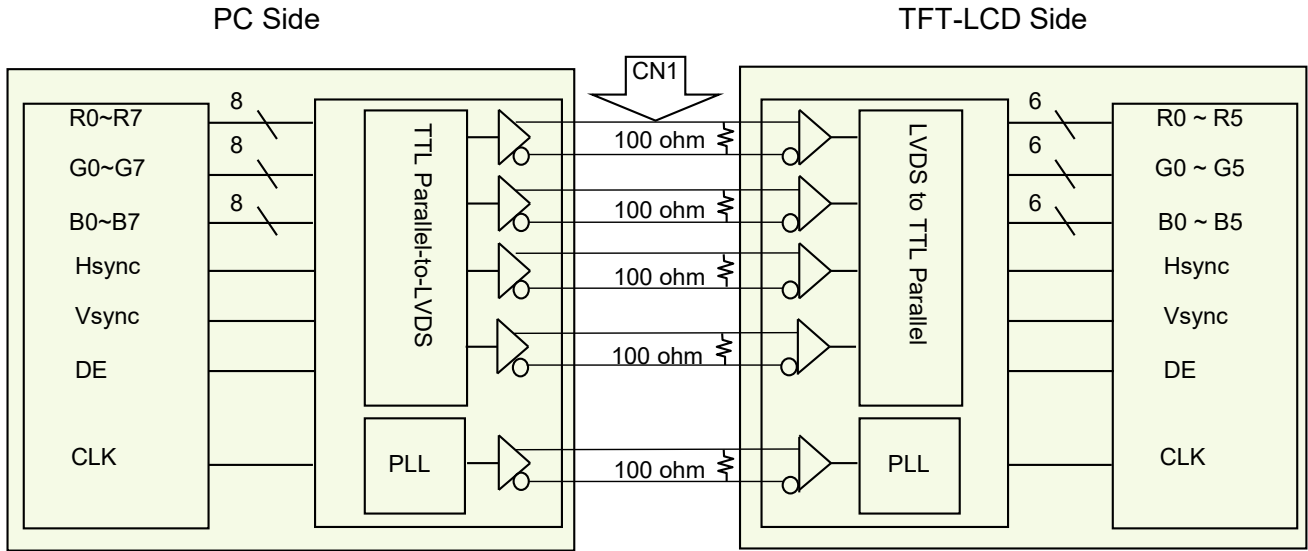 PC Side
TFT-LCD Side
CN1
R0~R7
8
G0~G7
8
B0~B7
8
Hsync
Vsync
DE
CLK
TTL Parallel-to-LVDS
PLL
100 ohm
100 ohm
100 ohm
100 ohm
100 ohm
LVDS to TTL Parallel
PLL
6
R0 ~ R5
6
G0 ~ G5
6
B0 ~ B5
Hsync
Vsync
DE
CLK